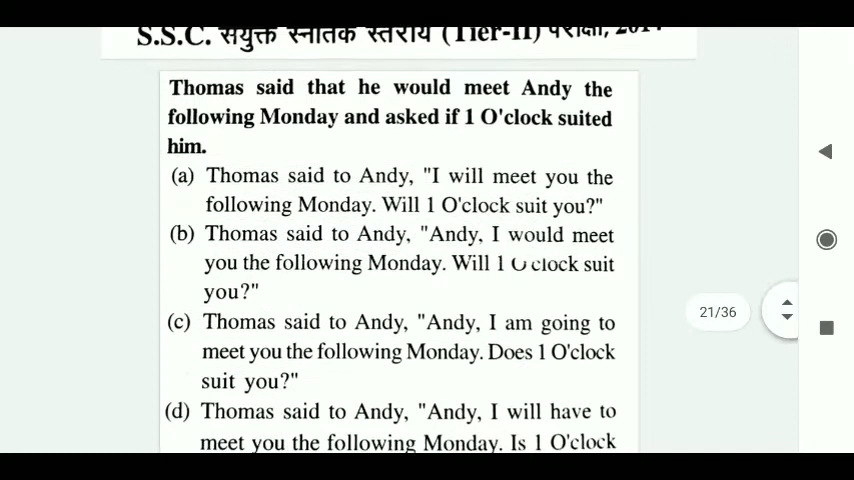 S.S.C. संयुक्त स्नातक स्तरीय (Tier-II) परीक्षा,
Thomas said that he would meet Andy the
following Monday and asked if 1 O'clock suited
him.
(a) Thomas said to Andy, "I will meet you the
following Monday. Will 1 O'clock suit you?"
(b) Thomas said to Andy, "Andy, I would meet
you the following Monday. Will 1 O clock suit
you?"
(c) Thomas said to Andy, "Andy, I am going to
meet you the following Monday. Does 1 O'clock
suit you?"
(d) Thomas said to Andy, "Andy, I will have to
meet you the following Monday. Is 1 O'clock
21/36